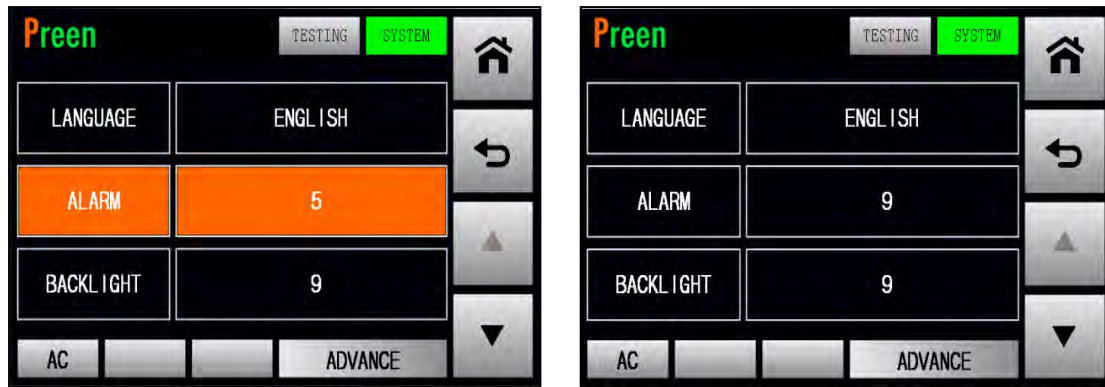 Preen TESTING SYSTEM
LANGUAGE ENGLISH
ALARM 5
BACKLIGHT 9
AC ADVANCE
Preen TESTING SYSTEM
LANGUAGE ENGLISH
ALARM 9
BACKLIGHT 9
AC ADVANCE